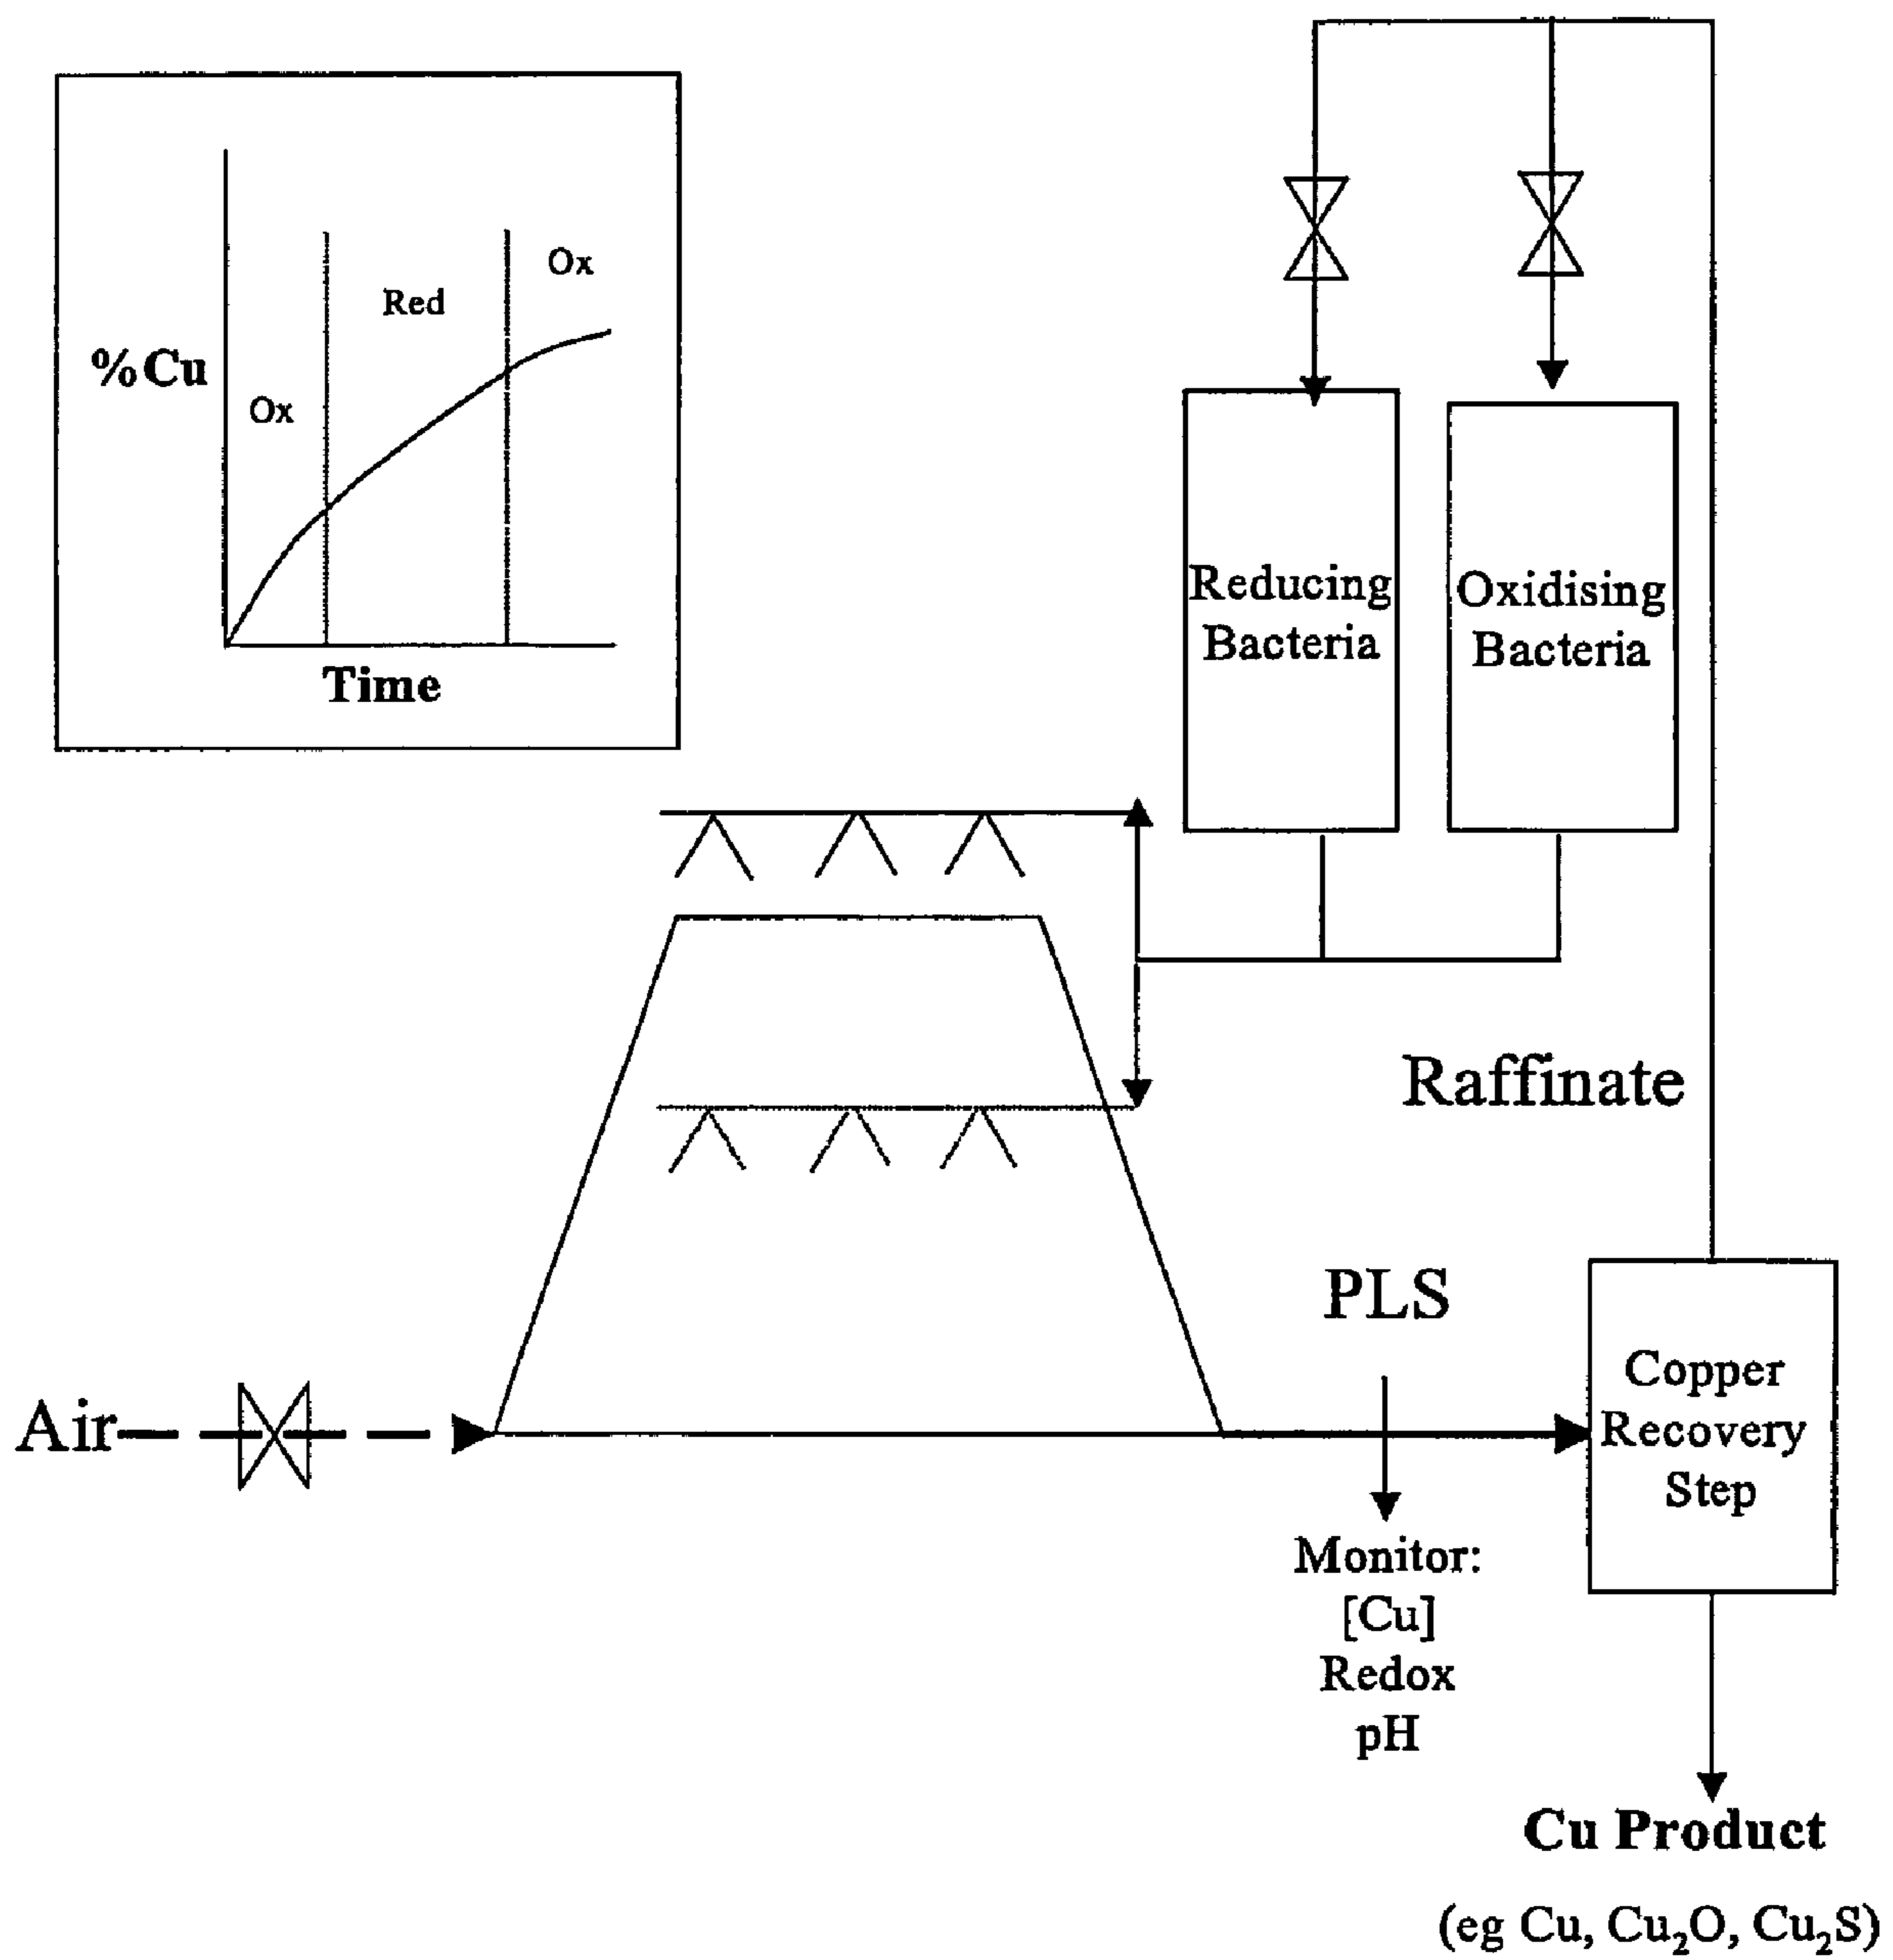 Ox
Red
%Cu
Ox
Time
Reducing
Bacteria
Oxidising
Bacteria
Raffinate
PLS
Air
Copper
Recovery
Step
Monitor:
[Cu]
Redox
pH
Cu Product
(eg Cu, Cu₂O, Cu₂S)